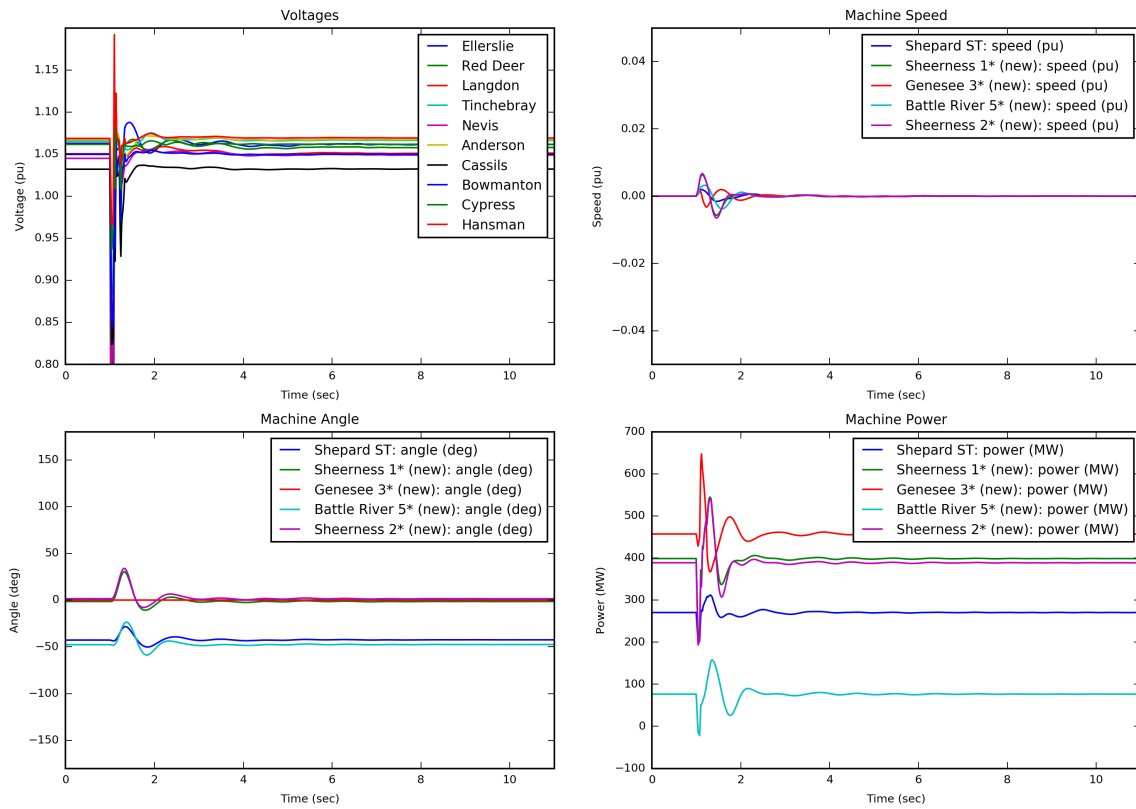 Voltages
Voltage (pu)
1.15
1.10
1.05
1.00
0.95
0.90
0.85
0.80
Ellerslie
Red Deer
Langdon
Tinchebray
Nevis
Anderson
Cassils
Bowmanton
Cypress
Hansman
0 2 4 6 8 10
Time (sec)
Machine Speed
Speed (pu)
0.04
0.02
0.00
−0.02
−0.04
Shepard ST: speed (pu)
Sheerness 1* (new): speed (pu)
Genesee 3* (new): speed (pu)
Battle River 5* (new): speed (pu)
Sheerness 2* (new): speed (pu)
0 2 4 6 8 10
Time (sec)
Machine Angle
Angle (deg)
150
100
50
0
−50
−100
−150
Shepard ST: angle (deg)
Sheerness 1* (new): angle (deg)
Genesee 3* (new): angle (deg)
Battle River 5* (new): angle (deg)
Sheerness 2* (new): angle (deg)
0 2 4 6 8 10
Time (sec)
Machine Power
Power (MW)
700
600
500
400
300
200
100
0
−100
Shepard ST: power (MW)
Sheerness 1* (new): power (MW)
Genesee 3* (new): power (MW)
Battle River 5* (new): power (MW)
Sheerness 2* (new): power (MW)
0 2 4 6 8 10
Time (sec)